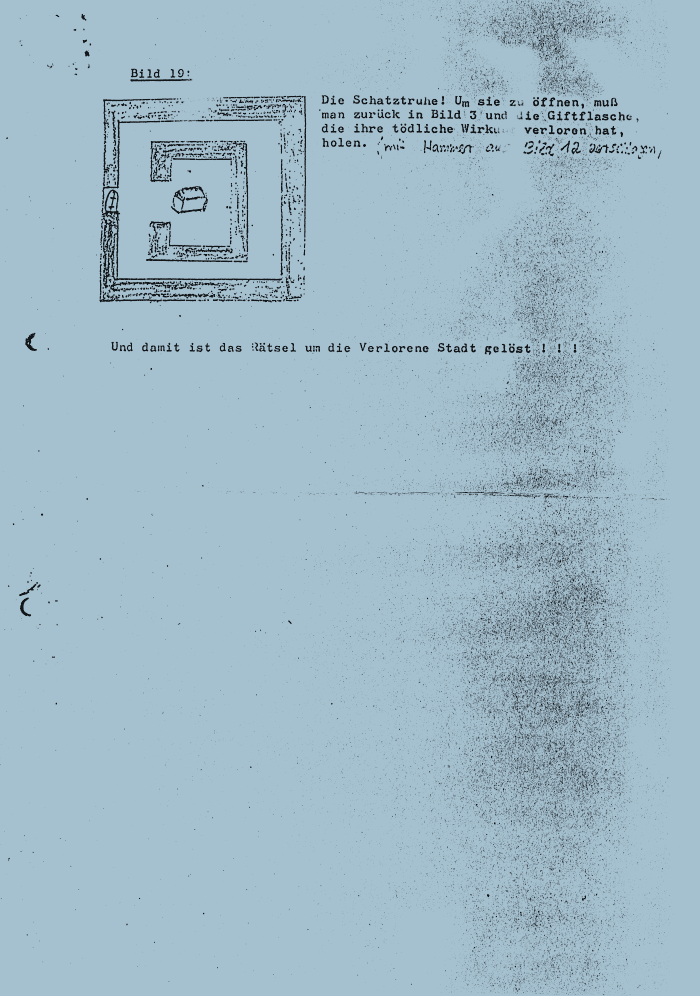 Bild 19:
Die Schatztruhe! Um sie zu öffnen, muß
man zurück in Bild 3 und die Giftflasche,
die ihre tödliche verloren hat,
holen. (mit Hammer aus Bild 12 zerschlagen)
Und damit ist das Rätsel um die Verlorene Stadt gelöst ! ! !